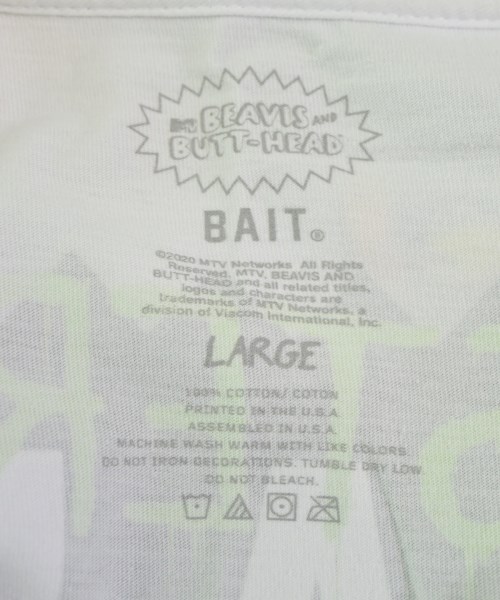 MTV BEAVIS AND
BUTT-HEAD
BAIT®
©2020 MTV Networks All Rights
Reserved. MTV, BEAVIS AND
BUTT-HEAD and all related titles,
logos and characters are
trademarks of MTV Networks, a
division of Viacom International, Inc.
LARGE
100% COTTON/ COTON
PRINTED IN THE U.S.A
ASSEMBLED IN U.S.A.
MACHINE WASH WARM WITH LIKE COLORS.
DO NOT IRON DECORATIONS. TUMBLE DRY LOW.
DO NOT BLEACH.